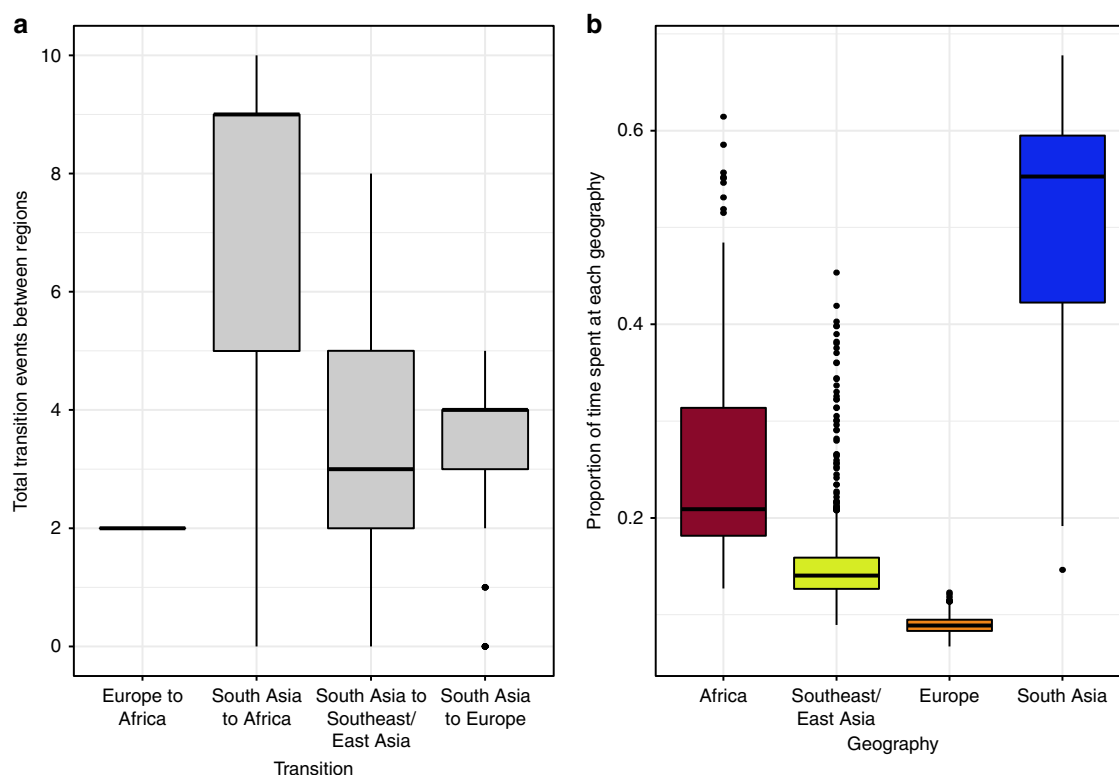 a
Total transition events between regions
10
8
6
4
2
0
Europe to
Africa
South Asia
to Africa
South Asia to
Southeast/
East Asia
South Asia
to Europe
Transition
b
Proportion of time spent at each geography
0.6
0.4
0.2
Africa
Southeast/
East Asia
Europe
South Asia
Geography